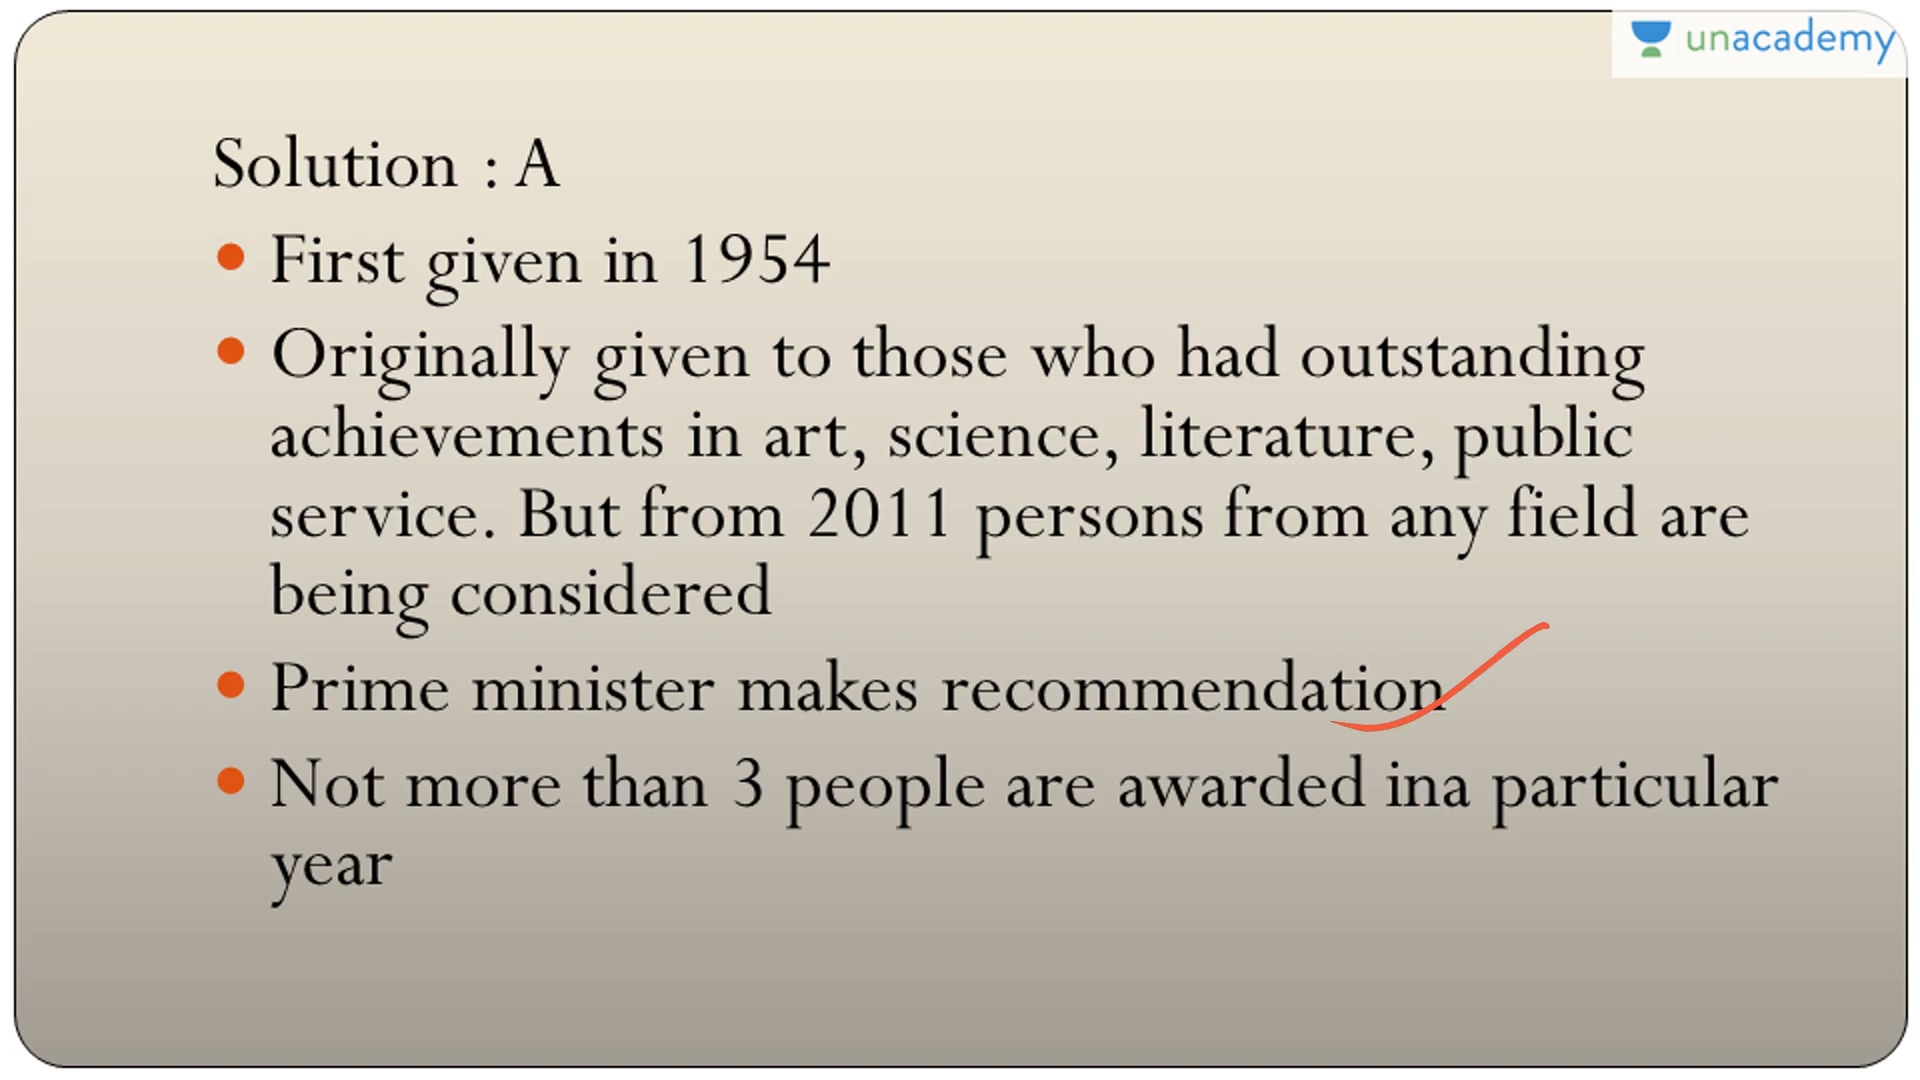 unacademy
Solution : A
First given in 1954
Originally given to those who had outstanding
achievements in art, science, literature, public
service. But from 2011 persons from any field are
being considered
Prime minister makes recommendation
Not more than 3 people are awarded ina particular
year